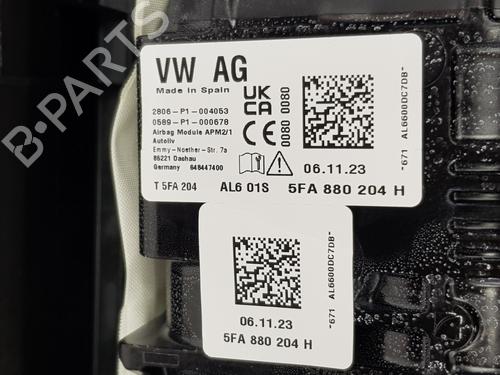 VW AG
Made in Spain
2806-P1-004053
0589-P1-000678
Airbag Module APM2/1
Autoliv
Emmy-Noether-Str. 7a
85221 Dachau
Germany 648447400
UK
CA
0080
CE
0080 0080
06.11.23
T 5FA 204
AL6 01S
5FA 880 204 H
"671 AL6600DC7DB"
06.11.23
5FA 880 204 H
"671 AL6600DC7DB"
B-PARTS